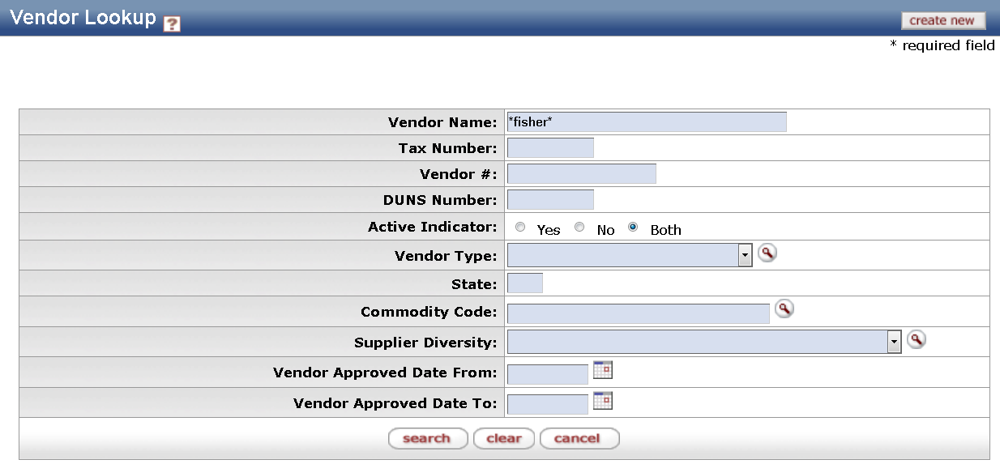 Vendor Lookup ?
create new
* required field
Vendor Name: *fisher*
Tax Number:
Vendor #:
DUNS Number:
Active Indicator: Yes No Both
Vendor Type:
State:
Commodity Code:
Supplier Diversity:
Vendor Approved Date From:
Vendor Approved Date To:
search clear cancel